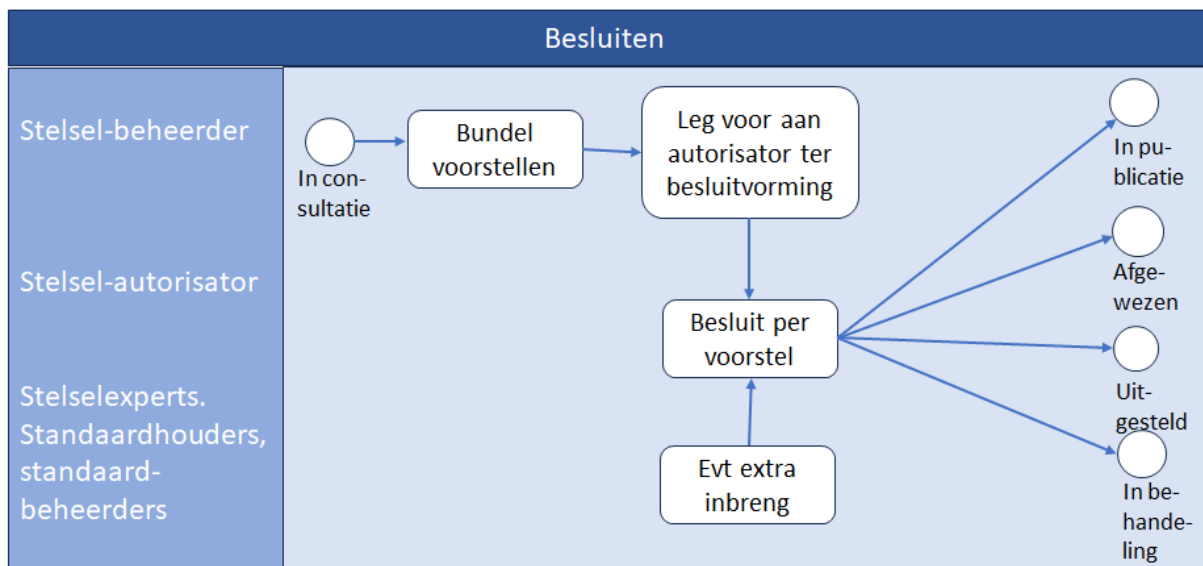 Besluiten
Stelsel-beheerder
In con-
sultatie
Bundel
voorstellen
Leg voor aan
autorisator ter
besluitvorming
In pu-
blicatie
Stelsel-autorisator
Besluit per
voorstel
Afge-
wezen
Stelselexperts.
Standaardhouders,
standaard-
beheerders
Evt extra
inbreng
Uit-
gesteld
In be-
hande-
ling